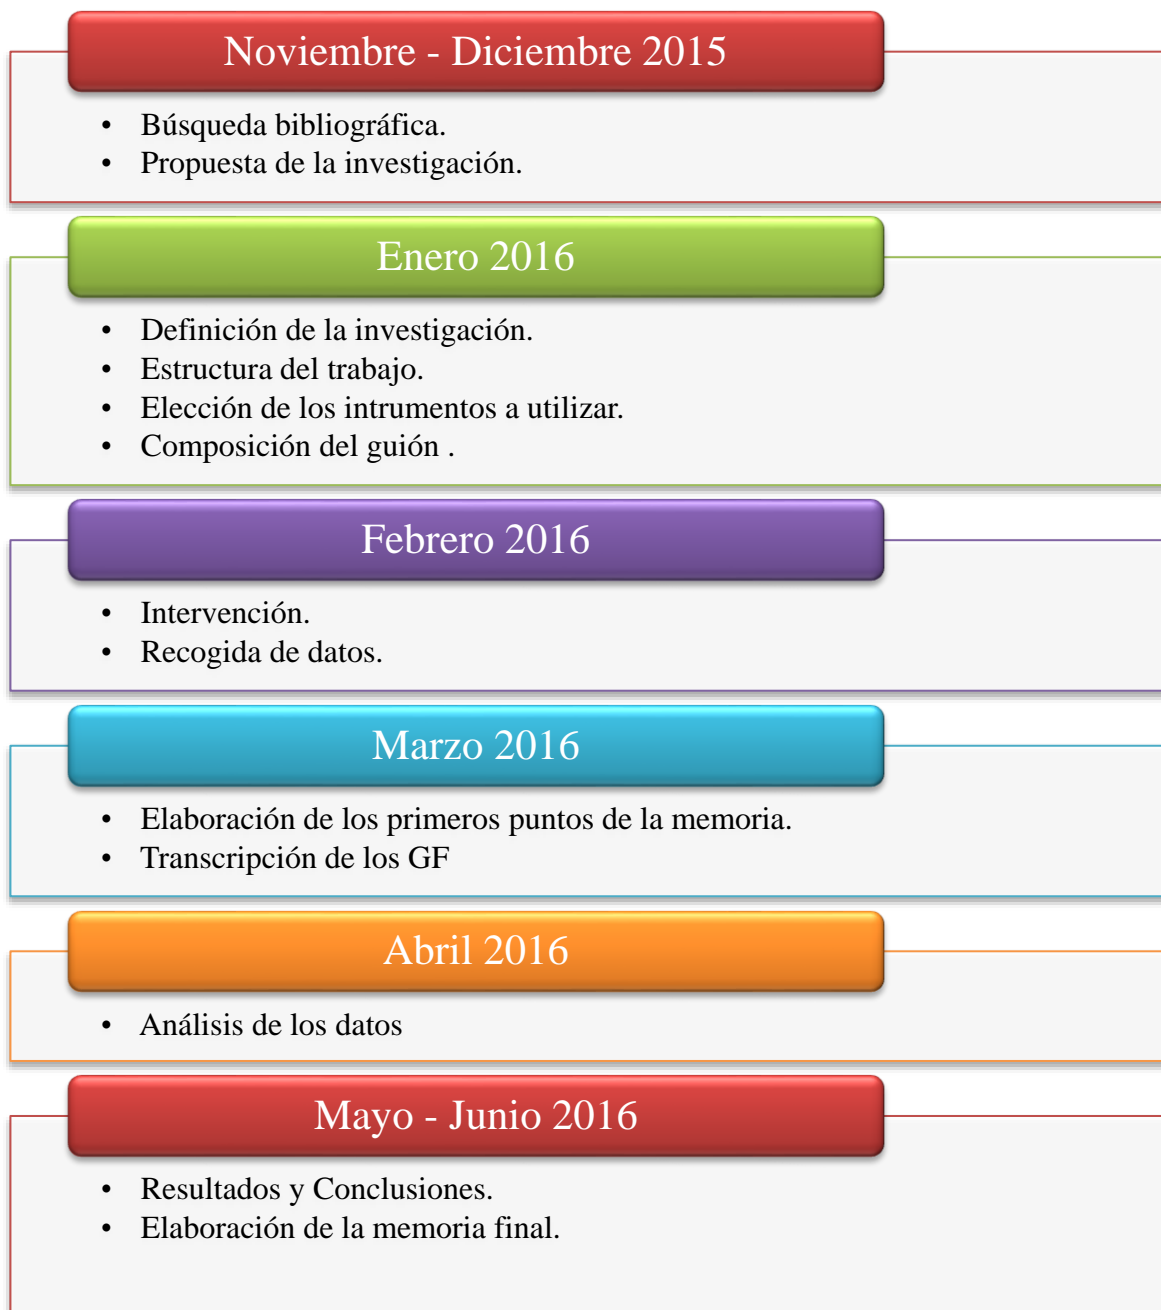 Noviembre - Diciembre 2015
• Búsqueda bibliográfica.
• Propuesta de la investigación.
Enero 2016
• Definición de la investigación.
• Estructura del trabajo.
• Elección de los intrumentos a utilizar.
• Composición del guión .
Febrero 2016
• Intervención.
• Recogida de datos.
Marzo 2016
• Elaboración de los primeros puntos de la memoria.
• Transcripción de los GF
Abril 2016
• Análisis de los datos
Mayo - Junio 2016
• Resultados y Conclusiones.
• Elaboración de la memoria final.